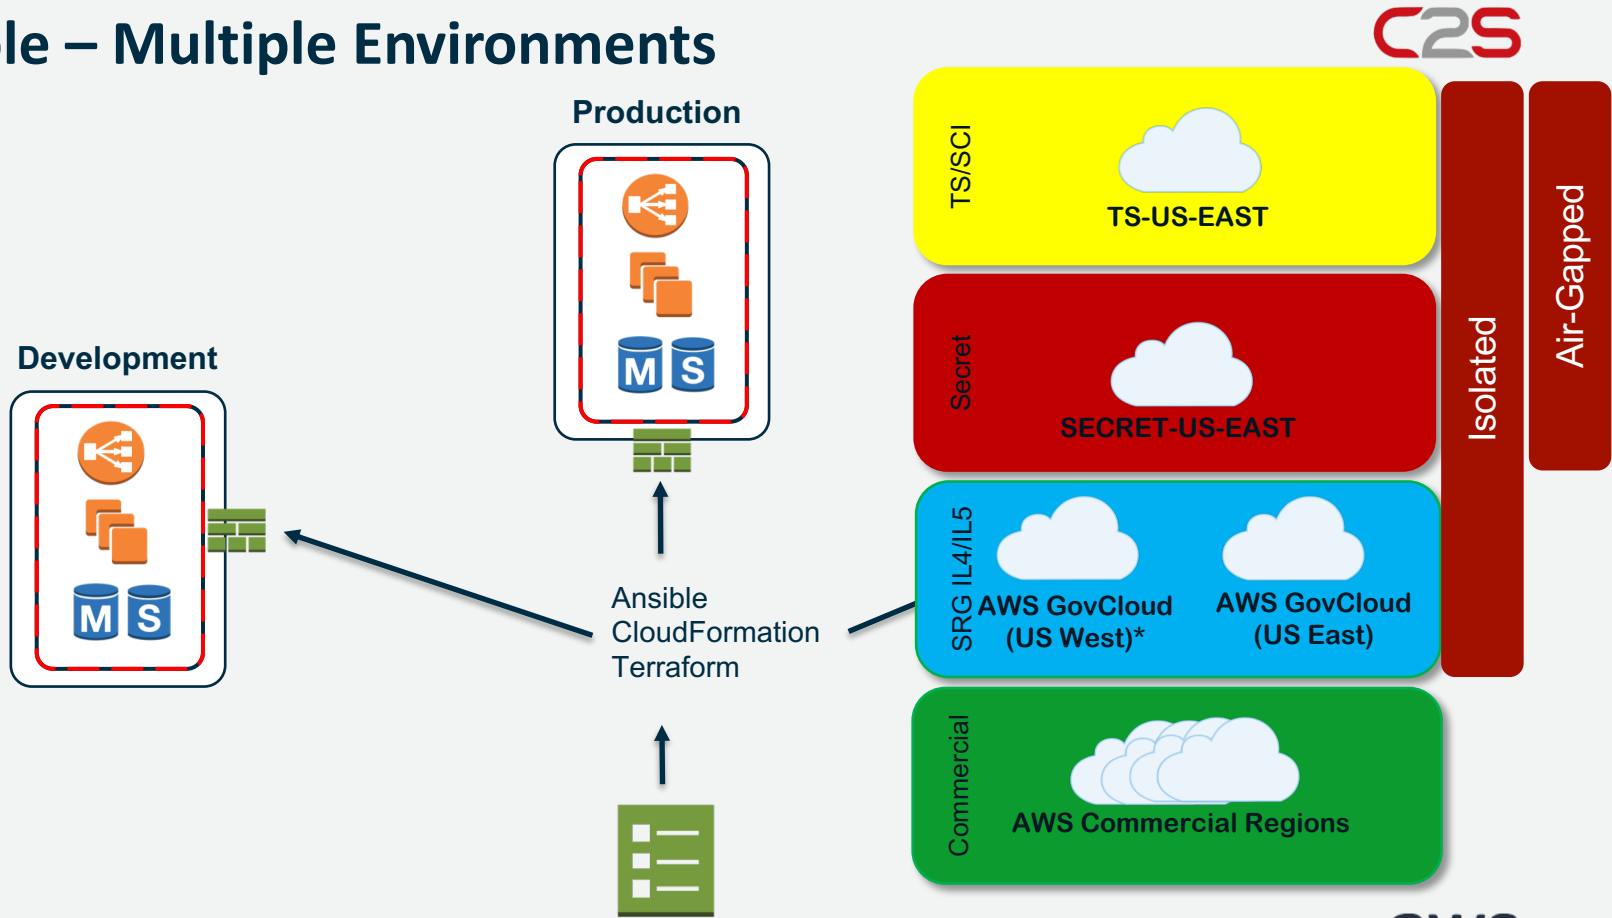 – Multiple Environments
C2S
Production
Development
M S
M S
Ansible
CloudFormation
Terraform
TS/SCI
TS-US-EAST
Secret
SECRET-US-EAST
SRG IL4/IL5
AWS GovCloud
(US West)*
AWS GovCloud
(US East)
Commercial
AWS Commercial Regions
Isolated
Air-Gapped